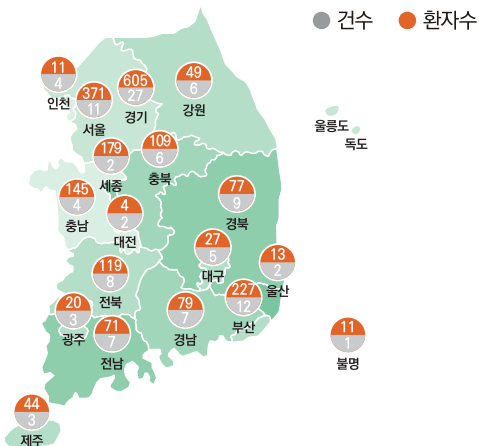 건수 환자수
11
4
인천
371
11
서울
605
27
경기
49
6
강원
울릉도
독도
179
2
세종
109
6
충북
145
4
충남
4
2
대전
77
9
경북
27
5
대구
13
2
울산
119
8
전북
227
12
부산
20
3
광주
71
7
전남
79
7
경남
11
1
불명
44
3
제주